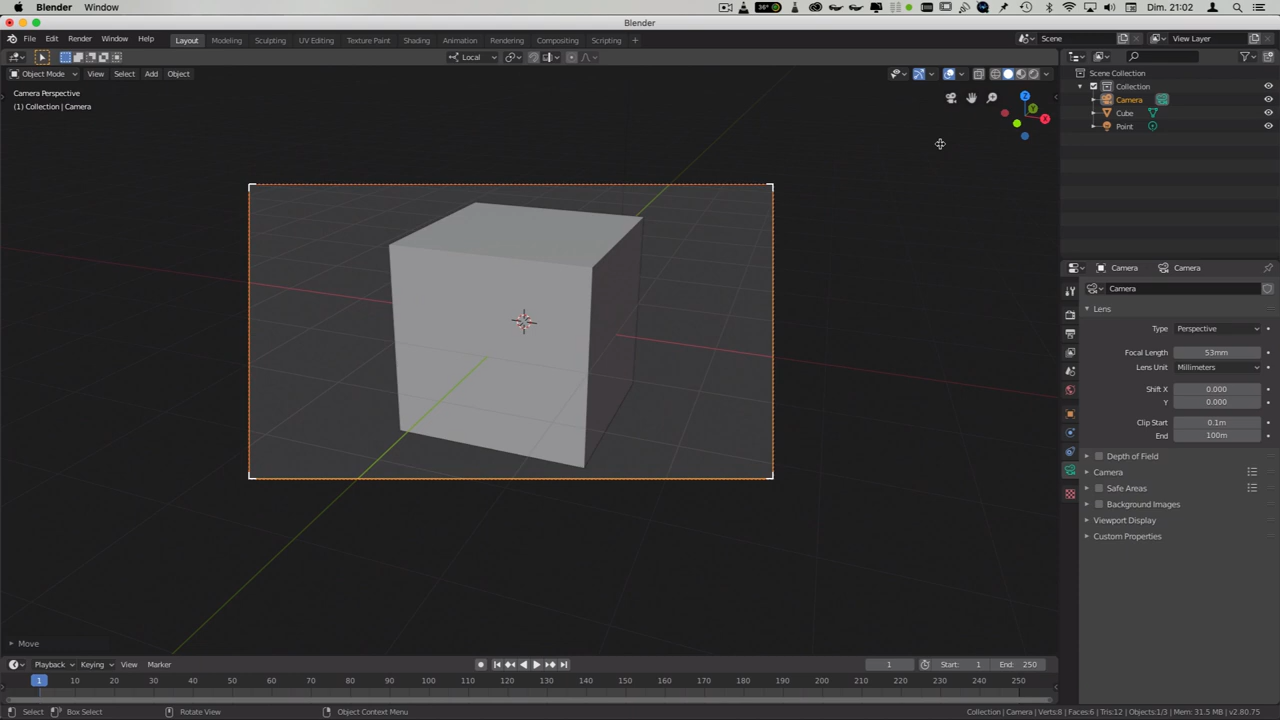 Blender Window 36° Dim. 21:02
Blender
File Edit Render Window Help Layout Modeling Sculpting UV Editing Texture Paint Shading Animation Rendering Compositing Scripting + Scene View Layer
Local
Object Mode View Select Add Object
Camera Perspective
(1) Collection | Camera
Z
Y
X
Scene Collection
Collection
Camera
Cube
Point
Camera Camera
Camera
Lens
Type Perspective
Focal Length 53mm
Lens Unit Millimeters
Shift X 0.000
Y 0.000
Clip Start 0.1m
End 100m
Depth of Field
Camera
Safe Areas
Background Images
Viewport Display
Custom Properties
Move
Playback Keying View Marker 1 Start: 1 End: 250
1 10 20 30 40 50 60 70 80 90 100 110 120 130 140 150 160 170 180 190 200 210 220 230 240 250
Select Box Select Rotate View Object Context Menu Collection | Camera | Verts:8 | Faces:6 | Tris:12 | Objects:1/3 | Mem: 31.5 MB | v2.80.75